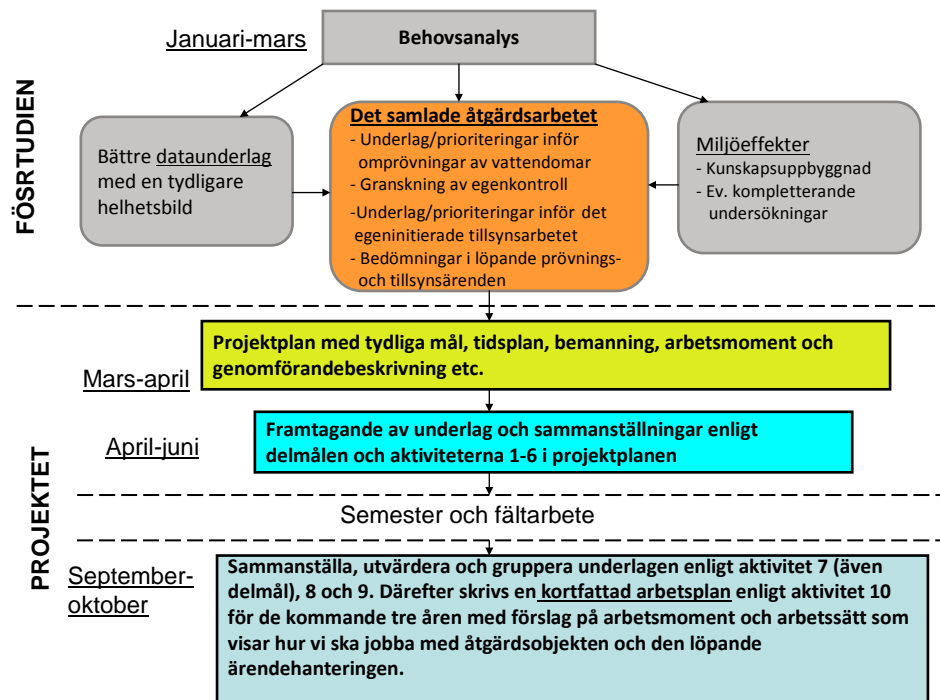 Januari-mars
Behovsanalys
FÖSRTUDIEN
Bättre dataunderlag
med en tydligare
helhetsbild
Det samlade åtgärdsarbetet
- Underlag/prioriteringar inför
omprövningar av vattendomar
- Granskning av egenkontroll
-Underlag/prioriteringar inför det
egeninitierade tillsynsarbetet
- Bedömningar i löpande prövnings-
och tillsynsärenden
Miljöeffekter
- Kunskapsuppbyggnad
- Ev. kompletterande
undersökningar
PROJEKTET
Mars-april
Projektplan med tydliga mål, tidsplan, bemanning, arbetsmoment och
genomförandebeskrivning etc.
April-juni
Framtagande av underlag och sammanställningar enligt
delmålen och aktiviteterna 1-6 i projektplanen
Semester och fältarbete
September-
oktober
Sammanställa, utvärdera och gruppera underlagen enligt aktivitet 7 (även
delmål), 8 och 9. Därefter skrivs en kortfattad arbetsplan enligt aktivitet 10
för de kommande tre åren med förslag på arbetsmoment och arbetssätt som
visar hur vi ska jobba med åtgärdsobjekten och den löpande
ärendehanteringen.